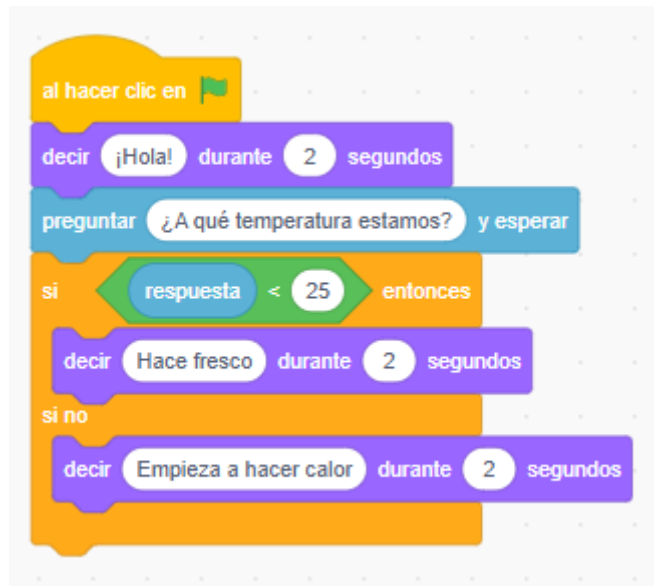 al hacer clic en
decir ¡Hola! durante 2 segundos
preguntar ¿A qué temperatura estamos? y esperar
si respuesta < 25 entonces
decir Hace fresco durante 2 segundos
si no
decir Empieza a hacer calor durante 2 segundos